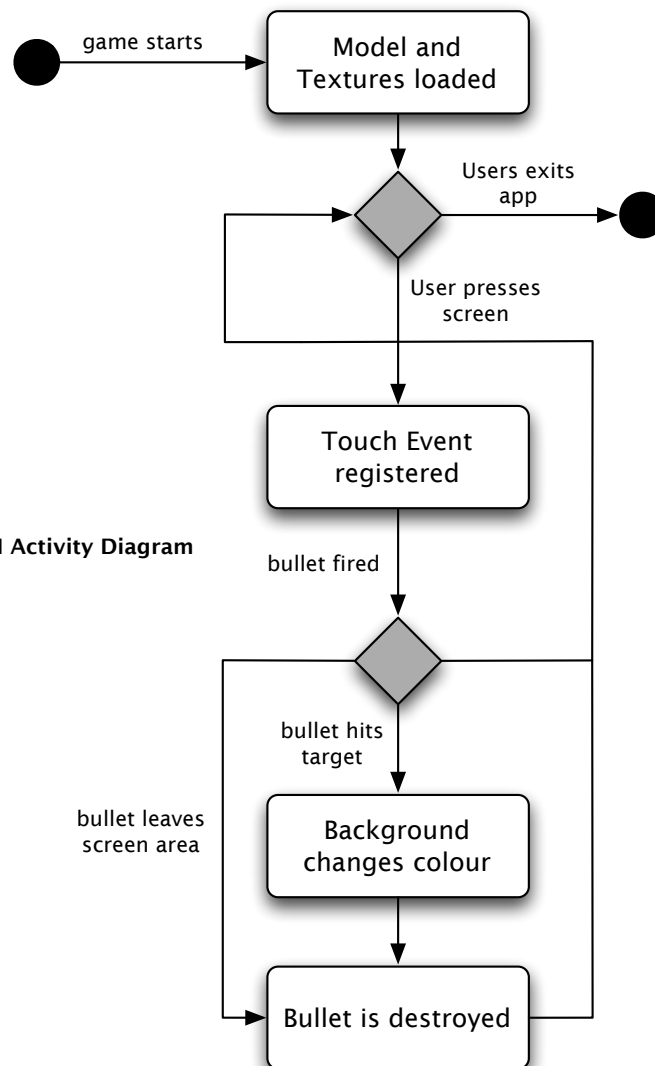 game starts
Model and
Textures loaded
Users exits
app
User presses
screen
Touch Event
registered
Activity Diagram
bullet fired
bullet hits
target
bullet leaves
screen area
Background
changes colour
Bullet is destroyed